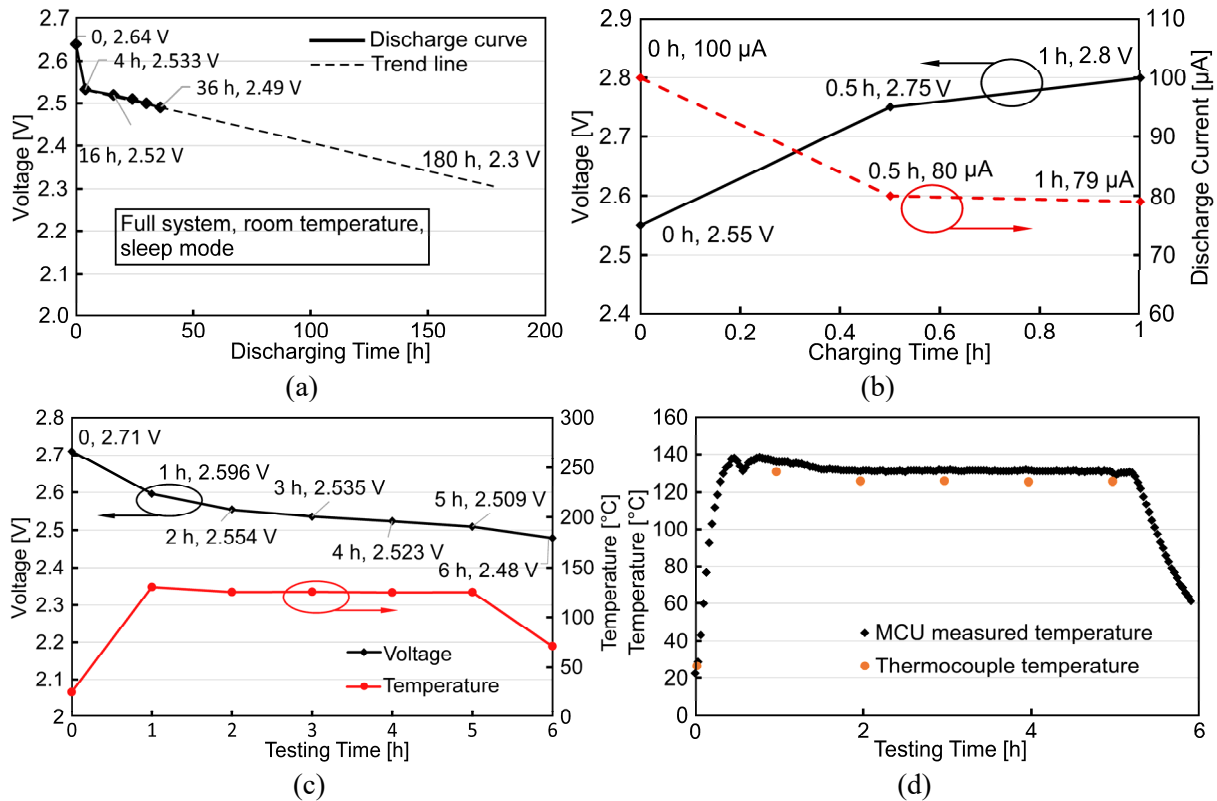 2.7
2.6
2.5
2.4
2.3
2.2
2.1
2.0
Voltage [V]
0, 2.64 V
4 h, 2.533 V
36 h, 2.49 V
16 h, 2.52 V
180 h, 2.3 V
Discharge curve
Trend line
Full system, room temperature,
sleep mode
0 50 100 150 200
Discharging Time [h]
(a)
2.9
2.8
2.7
2.6
2.5
2.4
Voltage [V]
0 h, 100 µA
0.5 h, 2.75 V
1 h, 2.8 V
0.5 h, 80 µA
1 h, 79 µA
0 h, 2.55 V
110
100
90
80
70
60
Discharge Current [µA]
0 0.2 0.4 0.6 0.8 1
Charging Time [h]
(b)
2.8
2.7
2.6
2.5
2.4
2.3
2.2
2.1
2
Voltage [V]
0, 2.71 V
1 h, 2.596 V
2 h, 2.554 V
3 h, 2.535 V
4 h, 2.523 V
5 h, 2.509 V
6 h, 2.48 V
Voltage
Temperature
300
250
200
150
100
50
0
Temperature [°C]
0 1 2 3 4 5 6
Testing Time [h]
(c)
160
140
120
100
80
60
40
20
0
Temperature [°C]
MCU measured temperature
Thermocouple temperature
0 2 4 6
Testing Time [h]
(d)